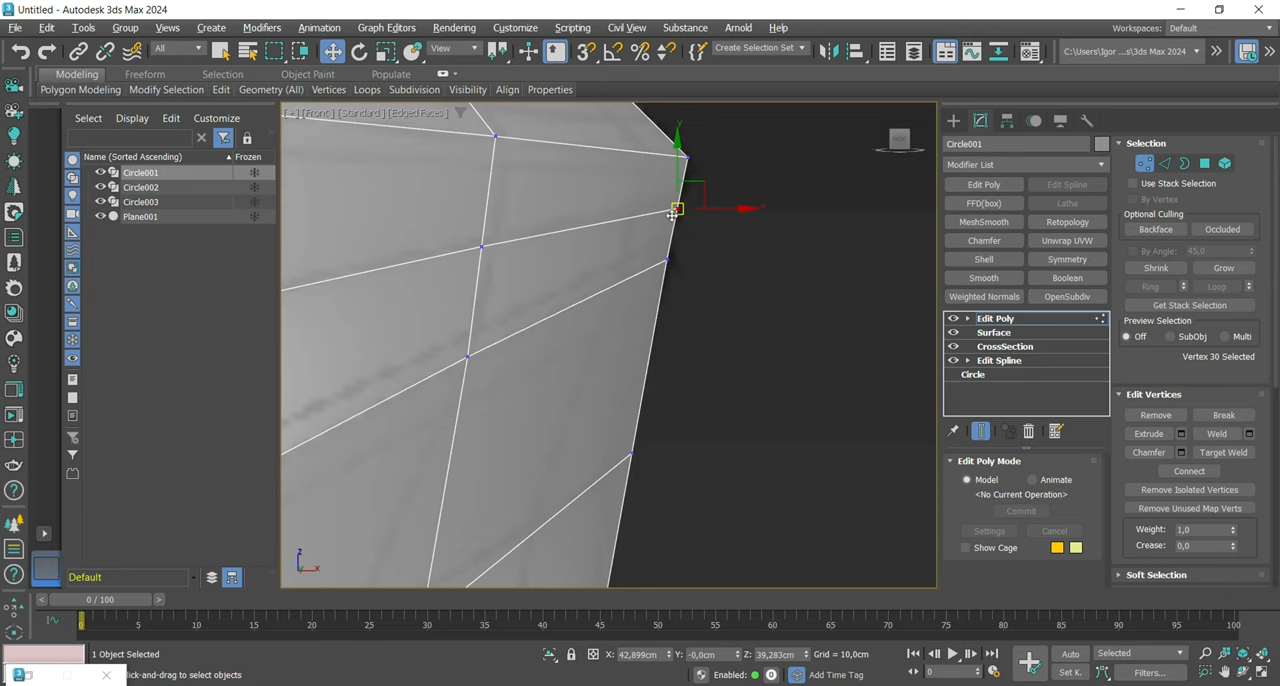 Untitled - Autodesk 3ds Max 2024
File Edit Tools Group Views Create Modifiers Animation Graph Editors Rendering Customize Scripting Civil View Substance Arnold Help
Workspaces: Default
All View Create Selection Set C:\Users\Igor ...s\3ds Max 2024
Modeling Freeform Selection Object Paint Populate
Polygon Modeling Modify Selection Edit Geometry (All) Vertices Loops Subdivision Visibility Align Properties
Select Display Edit Customize
Name (Sorted Ascending) Frozen
Circle001
Circle002
Circle003
Plane001
Default
[+] [Front ] [Standard ] [Edged Faces ]
Circle001
Modifier List
Edit Poly Edit Spline
FFD(box) Lathe
MeshSmooth Retopology
Chamfer Unwrap UVW
Shell Symmetry
Smooth Boolean
Weighted Normals OpenSubdiv
Edit Poly
Surface
CrossSection
Edit Spline
Circle
Edit Poly Mode
Model Animate
<No Current Operation>
Commit
Settings Cancel
Show Cage
Selection
Use Stack Selection
By Vertex
Optional Culling
Backface Occluded
By Angle: 45,0
Shrink Grow
Ring Loop
Get Stack Selection
Preview Selection
Off SubObj Multi
Vertex 30 Selected
Edit Vertices
Remove Break
Extrude Weld
Chamfer Target Weld
Connect
Remove Isolated Vertices
Remove Unused Map Verts
Weight: 1,0
Crease: 0,0
Soft Selection
0 / 100
0 5 10 15 20 25 30 35 40 45 50 55 60 65 70 75 80 85 90 95 100
1 Object Selected X: 42,899cm Y: -0,0cm Z: 39,283cm Grid = 10,0cm
lick-and-drag to select objects Enabled: 0 Add Time Tag
Auto Selected
0 Set K. Filters...